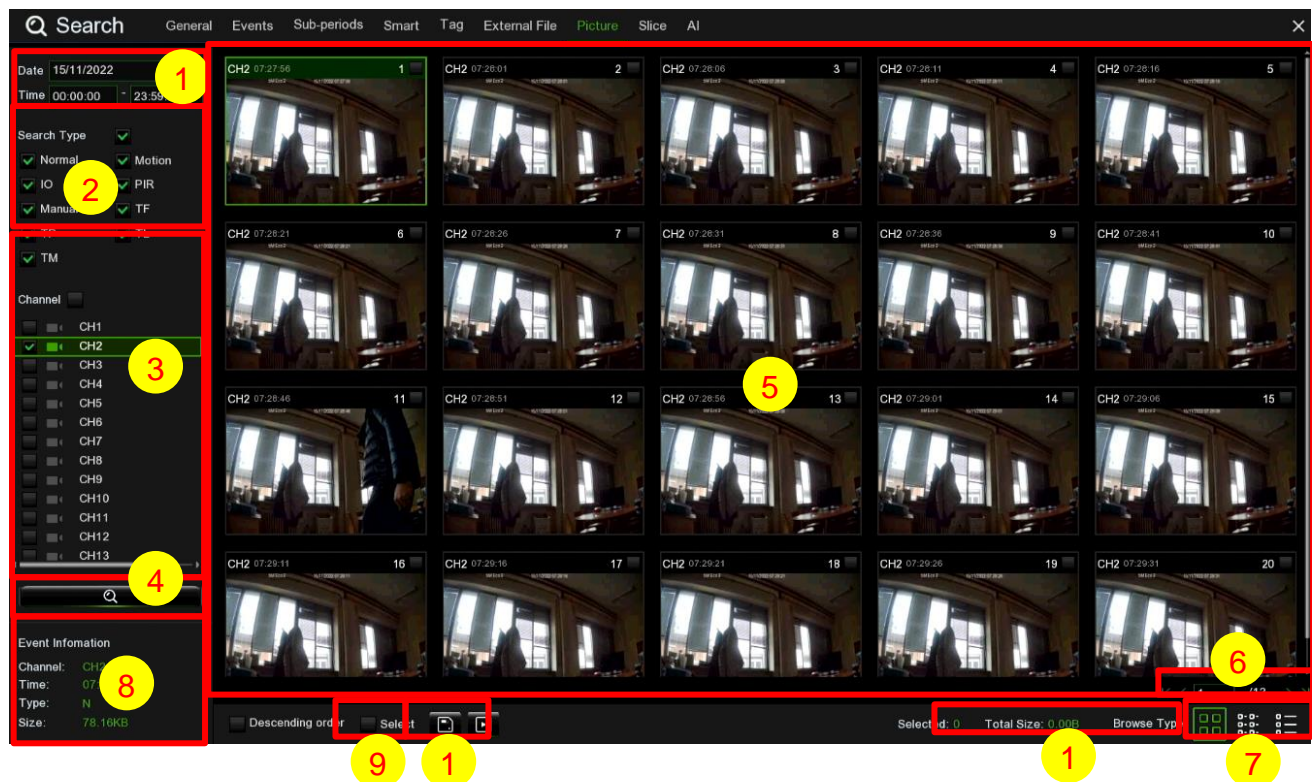 Search General Events Sub-periods Smart Tag External File Picture Slice AI
Date 15/11/2022
1
Time 00:00:00 - 23:59
Search Type
Normal Motion
IO PIR
2
Manual TF
TM
Channel
CH1
CH2
CH3
3
CH4
CH5
CH6
CH7
CH8
CH9
CH10
CH11
CH12
CH13
4
Event Infomation
Channel: CH2
Time: 07:
8
Type: N
Size: 78.16KB
CH2 07:27:56 1
CH2 07:28:01 2
CH2 07:28:06 3
CH2 07:28:11 4
CH2 07:28:16 5
CH2 07:28:21 6
CH2 07:28:26 7
CH2 07:28:31 8
CH2 07:28:36 9
CH2 07:28:41 10
5
CH2 07:28:46 11
CH2 07:28:51 12
CH2 07:28:56 13
CH2 07:29:01 14
CH2 07:29:06 15
CH2 07:29:11 16
CH2 07:29:16 17
CH2 07:29:21 18
CH2 07:29:26 19
CH2 07:29:31 20
6
Descending order Select Selected: 0 Total Size: 0.00B Browse Type
9
1
1
7